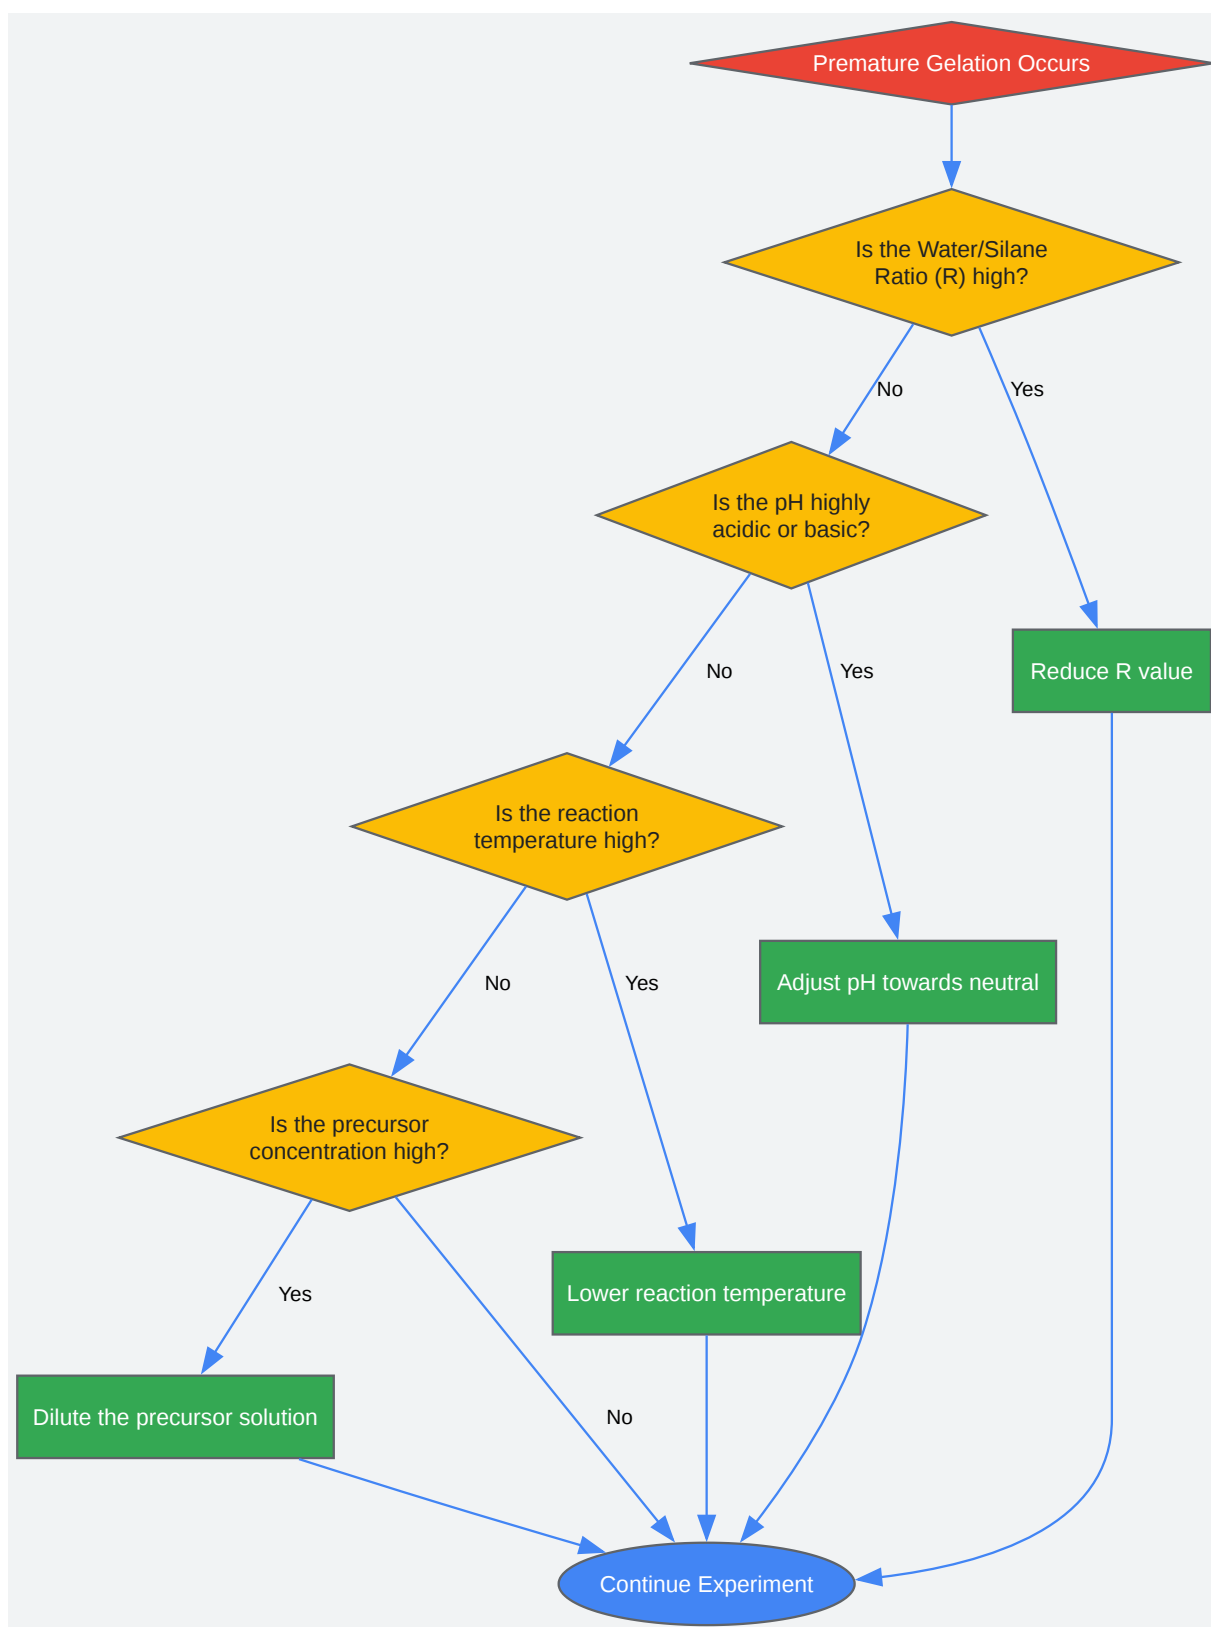 Premature Gelation Occurs
Is the Water/Silane
Ratio (R) high?
No
Yes
Is the pH highly
acidic or basic?
No
Yes
Reduce R value
Is the reaction
temperature high?
No
Yes
Adjust pH towards neutral
Is the precursor
concentration high?
Yes
Lower reaction temperature
Dilute the precursor solution
No
Continue Experiment